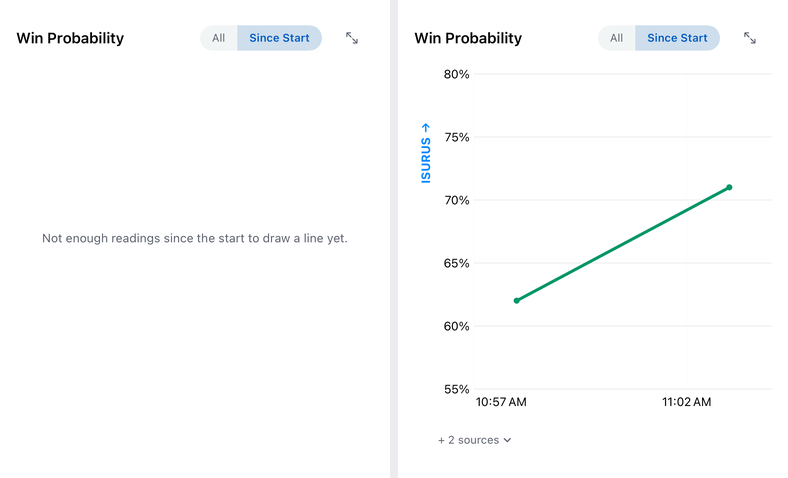 Win Probability
All
Since Start
Not enough readings since the start to draw a line yet.
Win Probability
All
Since Start
80%
75%
ISURUS →
70%
65%
60%
55%
10:57 AM
11:02 AM
+ 2 sources